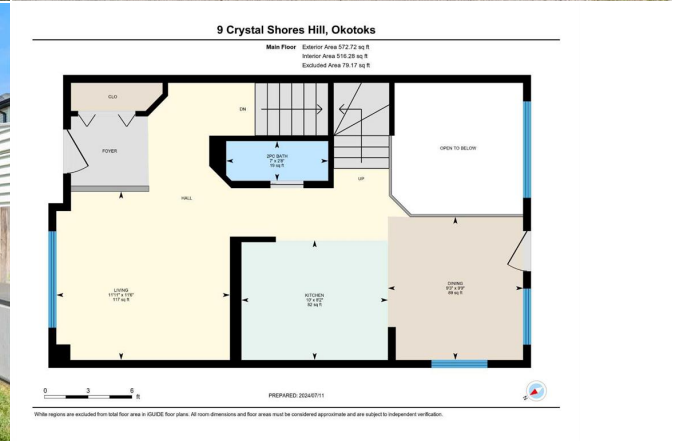 9 Crystal Shores Hill, Okotoks
Main Floor Exterior Area 572.72 sq ft
Interior Area 516.28 sq ft
Excluded Area 79.17 sq ft
CLO
DN
FOYER
2PC BATH
7' x 2'8"
19 sq ft
OPEN TO BELOW
UP
HALL
LIVING
11'11" x 11'6"
117 sq ft
KITCHEN
10' x 8'2"
82 sq ft
DINING
9'3" x 9'9"
89 sq ft
0 3 6 ft
PREPARED: 2024/07/11
N
White regions are excluded from total floor area in iGUIDE floor plans. All room dimensions and floor areas must be considered approximate and are subject to independent verification.